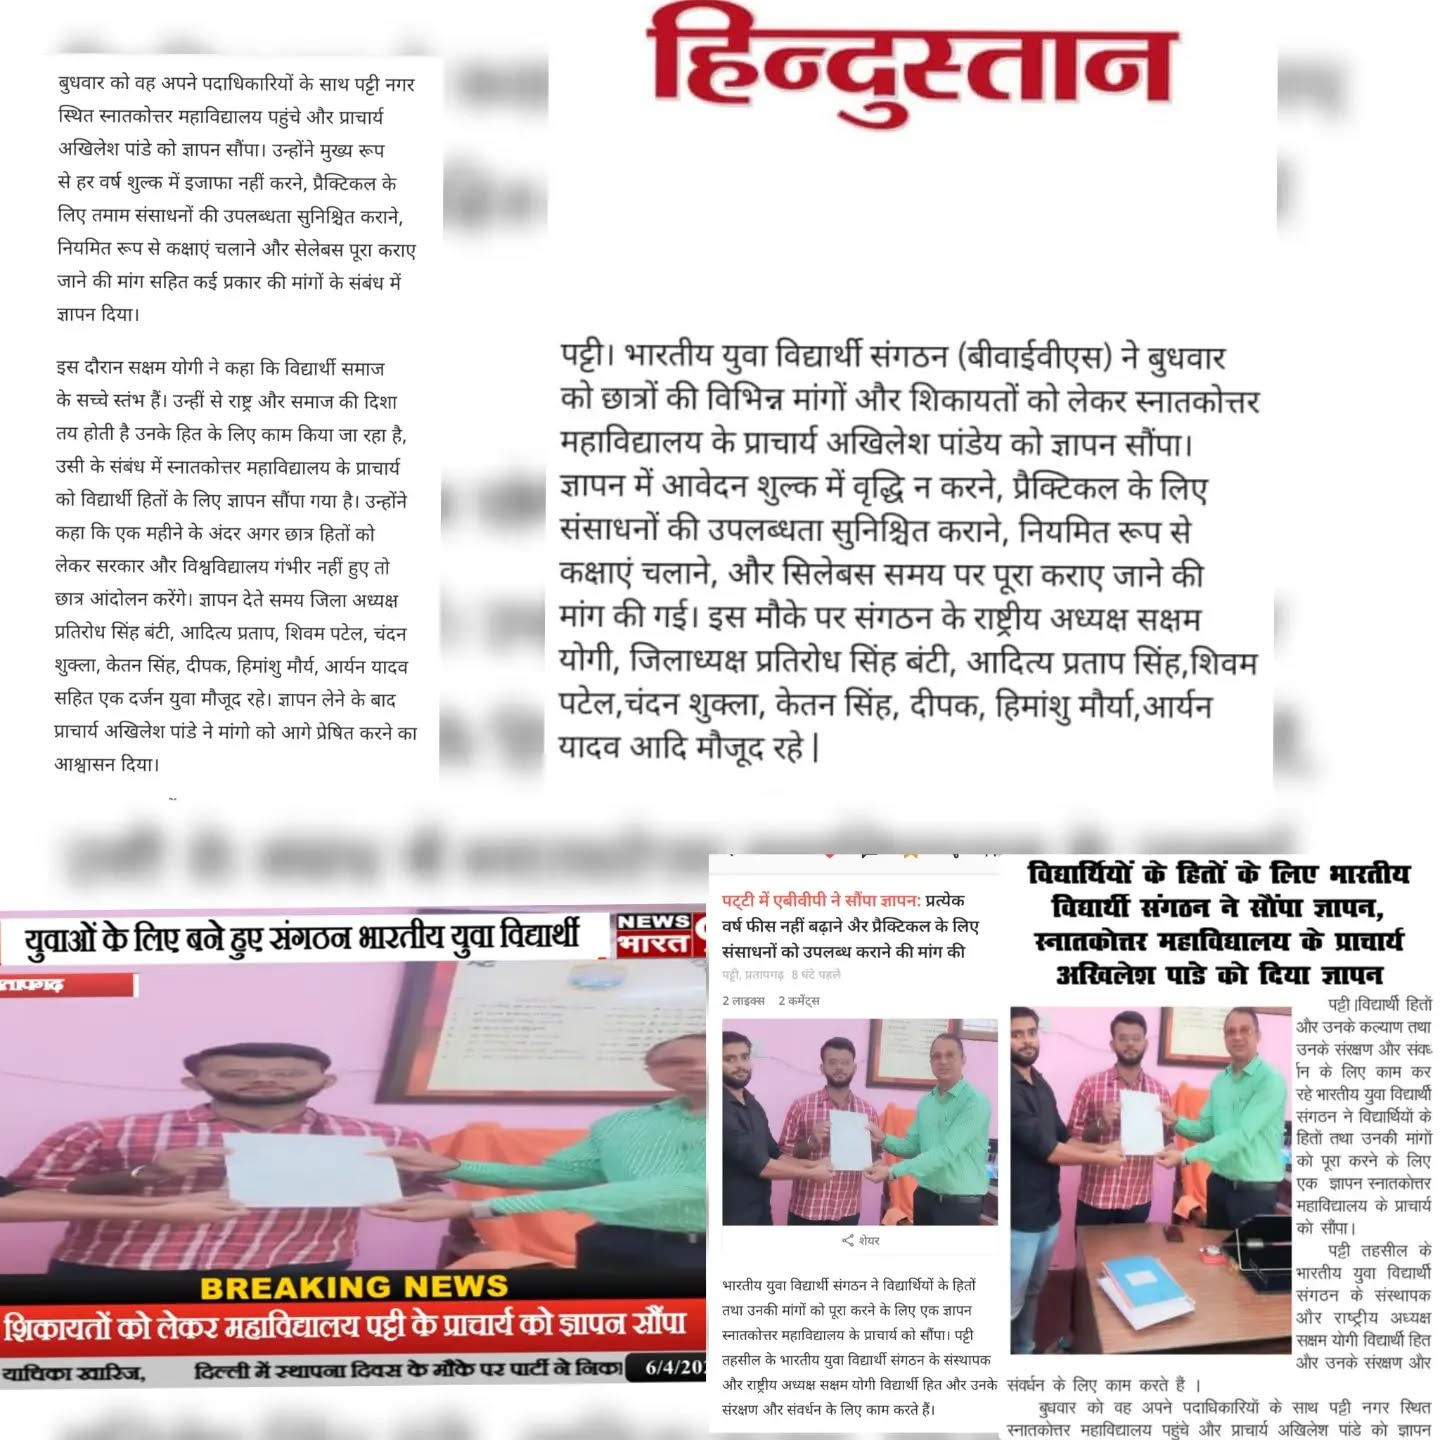 हिन्दुस्तान
बुधवार को वह अपने पदाधिकारियों के साथ पट्टी नगर
स्थित स्नातकोत्तर महाविद्यालय पहुंचे और प्राचार्य
अखिलेश पांडे को ज्ञापन सौंपा। उन्होंने मुख्य रूप
से हर वर्ष शुल्क में इजाफा नहीं करने, प्रैक्टिकल के
लिए तमाम संसाधनों की उपलब्धता सुनिश्चित कराने,
नियमित रूप से कक्षाएं चलाने और सेलेबस पूरा कराए
जाने की मांग सहित कई प्रकार की मांगों के संबंध में
ज्ञापन दिया।
इस दौरान सक्षम योगी ने कहा कि विद्यार्थी समाज
के सच्चे स्तंभ हैं। उन्हीं से राष्ट्र और समाज की दिशा
तय होती है उनके हित के लिए काम किया जा रहा है,
उसी के संबंध में स्नातकोत्तर महाविद्यालय के प्राचार्य
को विद्यार्थी हितों के लिए ज्ञापन सौंपा गया है। उन्होंने
कहा कि एक महीने के अंदर अगर छात्र हितों को
लेकर सरकार और विश्वविद्यालय गंभीर नहीं हुए तो
छात्र आंदोलन करेंगे। ज्ञापन देते समय जिला अध्यक्ष
प्रतिरोध सिंह बंटी, आदित्य प्रताप, शिवम पटेल, चंदन
शुक्ला, केतन सिंह, दीपक, हिमांशु मौर्य, आर्यन यादव
सहित एक दर्जन युवा मौजूद रहे। ज्ञापन लेने के बाद
प्राचार्य अखिलेश पांडे ने मांगो को आगे प्रेषित करने का
आश्वासन दिया।
पट्टी। भारतीय युवा विद्यार्थी संगठन (बीवाईवीएस) ने बुधवार
को छात्रों की विभिन्न मांगों और शिकायतों को लेकर स्नातकोत्तर
महाविद्यालय के प्राचार्य अखिलेश पांडेय को ज्ञापन सौंपा।
ज्ञापन में आवेदन शुल्क में वृद्धि न करने, प्रैक्टिकल के लिए
संसाधनों की उपलब्धता सुनिश्चित कराने, नियमित रूप से
कक्षाएं चलाने, और सिलेबस समय पर पूरा कराए जाने की
मांग की गई। इस मौके पर संगठन के राष्ट्रीय अध्यक्ष सक्षम
योगी, जिलाध्यक्ष प्रतिरोध सिंह बंटी, आदित्य प्रताप सिंह,शिवम
पटेल,चंदन शुक्ला, केतन सिंह, दीपक, हिमांशु मौर्या,आर्यन
यादव आदि मौजूद रहे |
युवाओं के लिए बने हुए संगठन भारतीय युवा विद्यार्थी
NEWS
भारत
BREAKING NEWS
शिकायतों को लेकर महाविद्यालय पट्टी के प्राचार्य को ज्ञापन सौंपा
याचिका खारिज, दिल्ली में स्थापना दिवस के मौके पर पार्टी ने निका 6/4/202
पट्टी में एबीवीपी ने सौंपा ज्ञापन: प्रत्येक
वर्ष फीस नहीं बढ़ाने और प्रैक्टिकल के लिए
संसाधनों को उपलब्ध कराने की मांग की
पट्टी, प्रतापगढ़ 8 घंटे पहले
2 लाइक्स 2 कमेंट्स
शेयर
भारतीय युवा विद्यार्थी संगठन ने विद्यार्थियों के हितों
तथा उनकी मांगों को पूरा करने के लिए एक ज्ञापन
स्नातकोत्तर महाविद्यालय के प्राचार्य को सौंपा। पट्टी
तहसील के भारतीय युवा विद्यार्थी संगठन के संस्थापक
और राष्ट्रीय अध्यक्ष सक्षम योगी विद्यार्थी हित और उनके
संरक्षण और संवर्धन के लिए काम करते हैं।
विद्यार्थियों के हितों के लिए भारतीय
विद्यार्थी संगठन ने सौंपा ज्ञापन,
स्नातकोत्तर महाविद्यालय के प्राचार्य
अखिलेश पाडे को दिया ज्ञापन
पट्टी |विद्यार्थी हितों
और उनके कल्याण तथा
उनके संरक्षण और संवध
र्न के लिए काम कर
रहे भारतीय युवा विद्यार्थी
संगठन ने विद्यार्थियों के
हितों तथा उनकी मांगों
को पूरा करने के लिए
एक ज्ञापन स्नातकोत्तर
महाविद्यालय के प्राचार्य
को सौंपा।
पट्टी तहसील के
भारतीय युवा विद्यार्थी
संगठन के संस्थापक
और राष्ट्रीय अध्यक्ष
सक्षम योगी विद्यार्थी हित
और उनके संरक्षण और
संवर्धन के लिए काम करते हैं ।
बुधवार को वह अपने पदाधिकारियों के साथ पट्टी नगर स्थित
स्नातकोत्तर महाविद्यालय पहुंचे और प्राचार्य अखिलेश पांडे को ज्ञापन